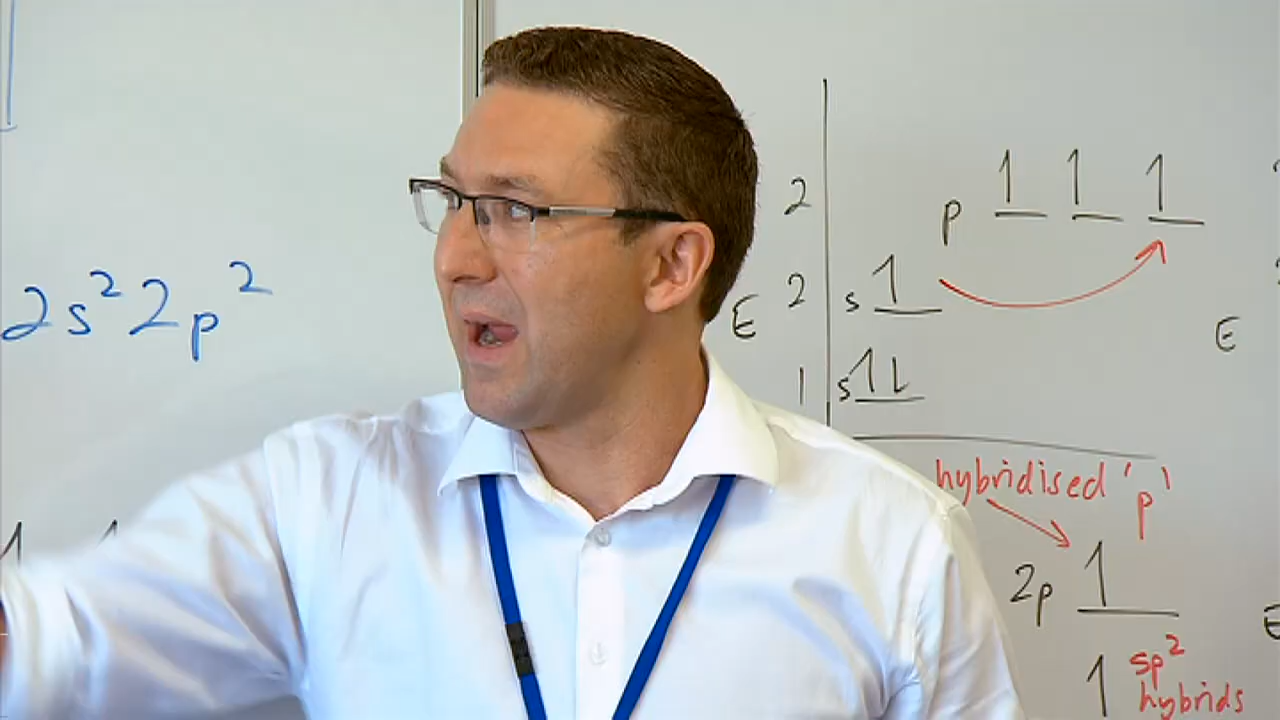 2s²2p²
2 p 1 1 1
E 2 s 1
1 s 1 1
E
hybridised 'p'
2p 1
1 sp²
hybrids